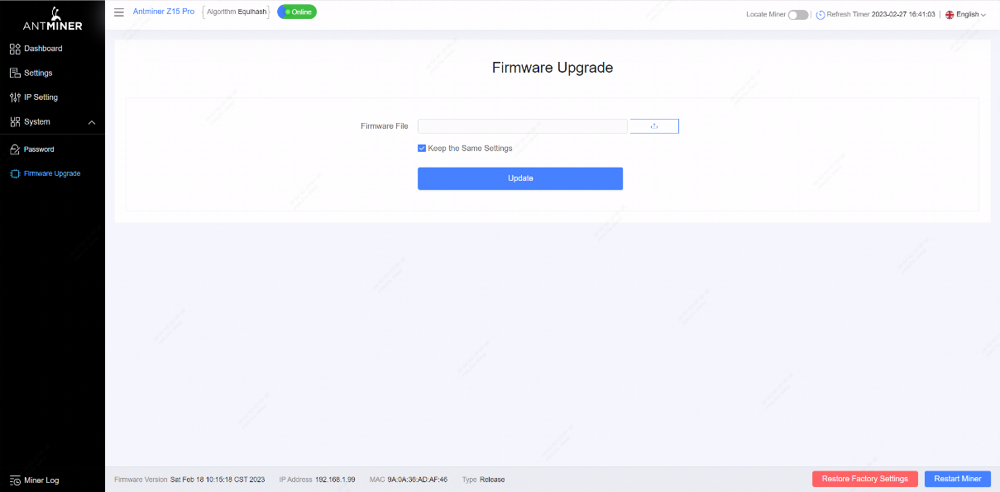 ANTMINER
Antminer Z15 Pro Algorithm Equihash Online Locate Miner Refresh Timer 2023-02-27 16:41:03 English
Dashboard
Settings
IP Setting
System
Password
Firmware Upgrade
Firmware Upgrade
Firmware File
Keep the Same Settings
Update
Miner Log
Firmware Version Sat Feb 18 10:15:18 CST 2023 IP Address 192.168.1.99 MAC 9A:0A:36:AD:AF:46 Type Release Restore Factory Settings Restart Miner